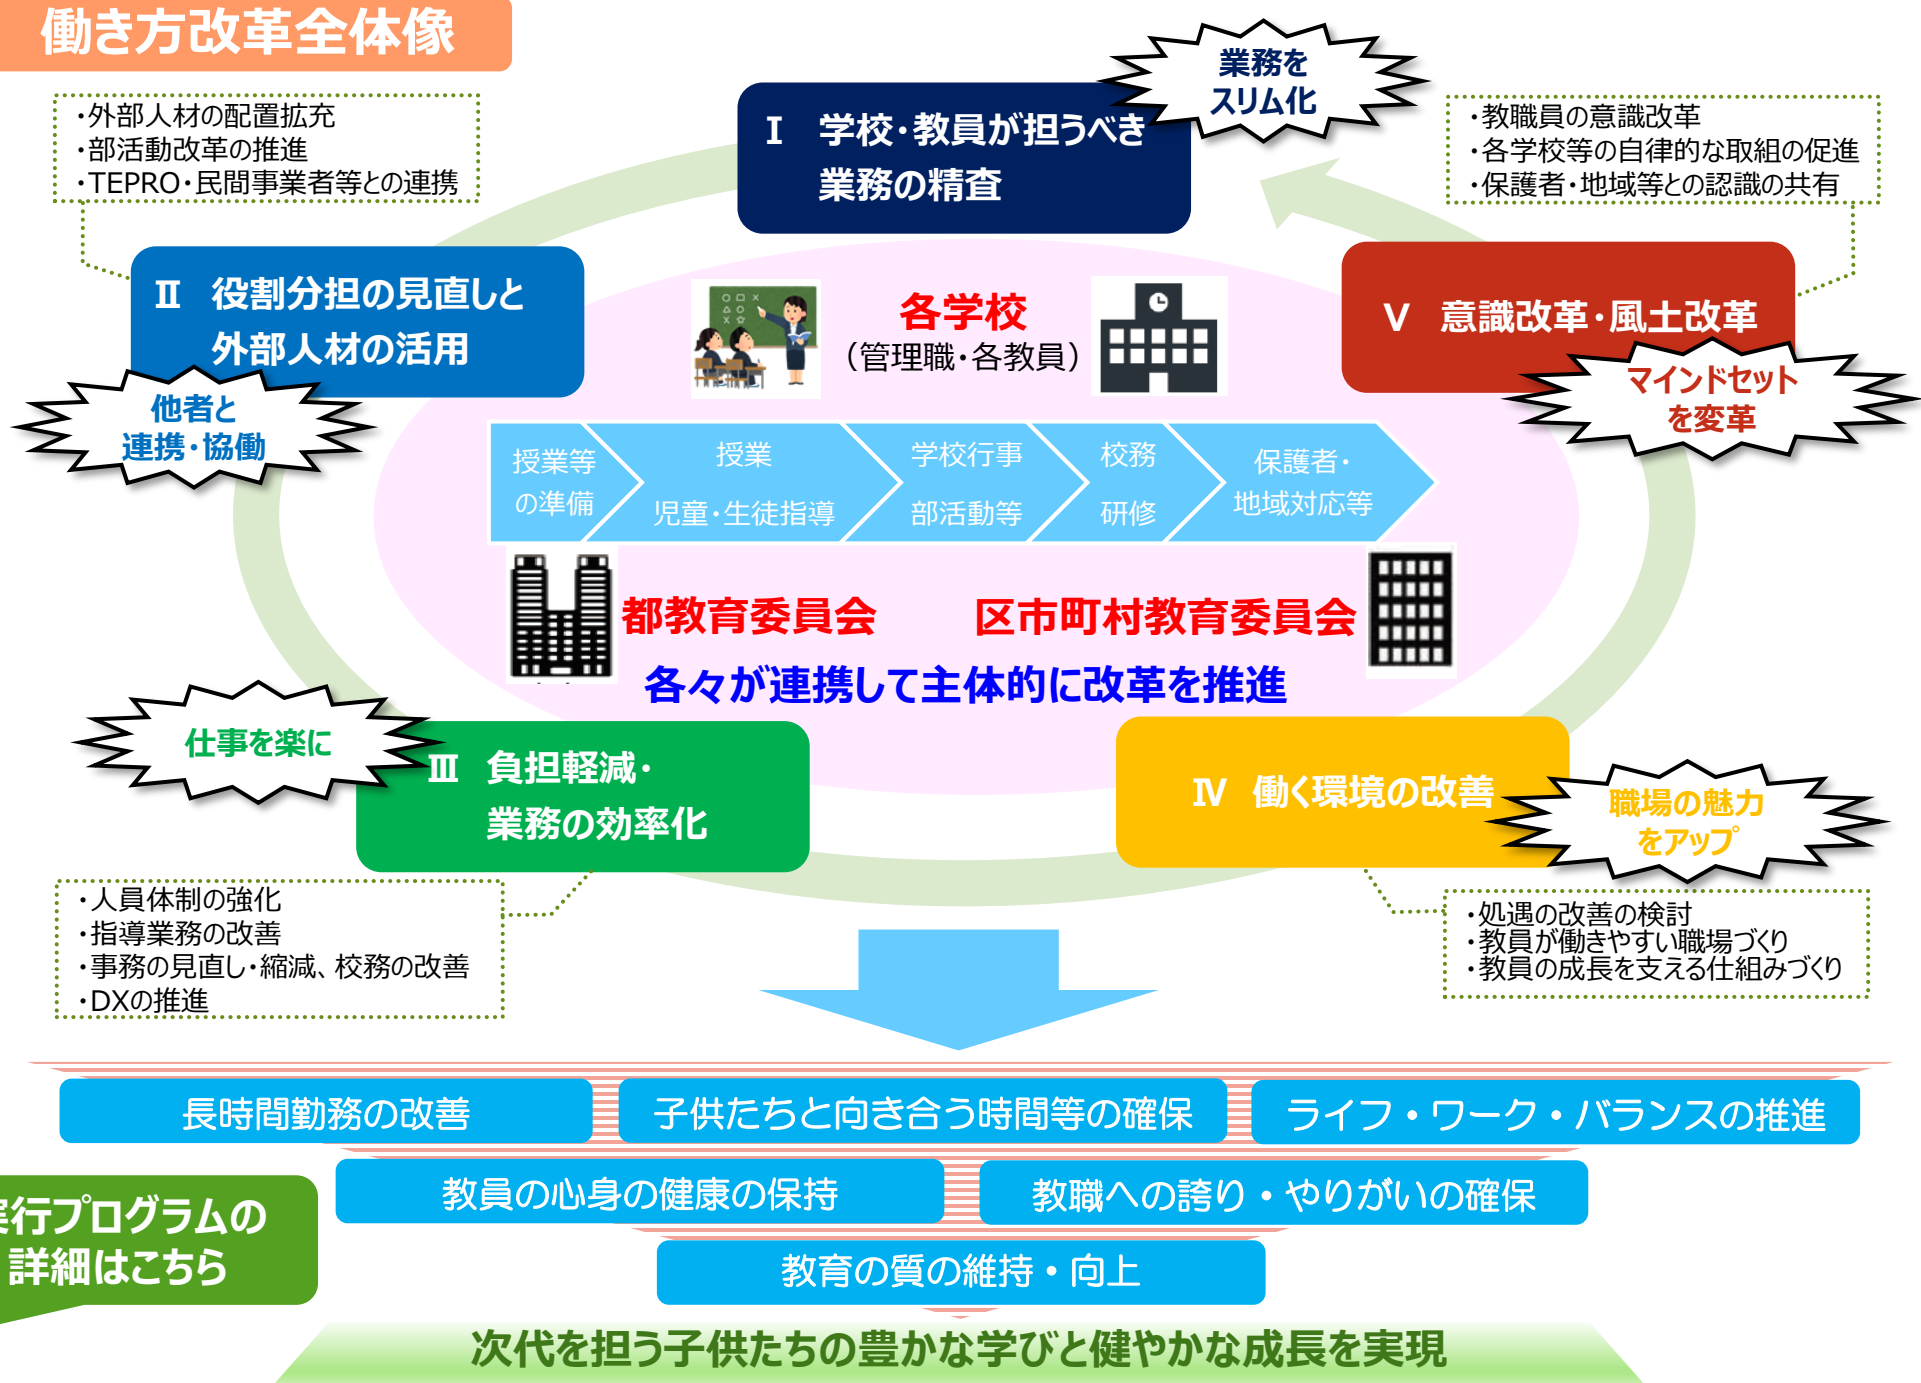 働き方改革全体像
業務を
スリム化
Ⅰ 学校・教員が担うべき
業務の精査
・外部人材の配置拡充
・部活動改革の推進
・TEPRO・民間事業者等との連携
・教職員の意識改革
・各学校等の自律的な取組の促進
・保護者・地域等との認識の共有
Ⅱ 役割分担の見直しと
外部人材の活用
他者と
連携・協働
各学校
（管理職・各教員）
Ⅴ 意識改革・風土改革
マインドセット
を変革
授業等
の準備
授業
児童・生徒指導
学校行事
部活動等
校務
研修
保護者・
地域対応等
都教育委員会
区市町村教育委員会
各々が連携して主体的に改革を推進
仕事を楽に
Ⅲ 負担軽減・
業務の効率化
Ⅳ 働く環境の改善
職場の魅力
をアップ
・人員体制の強化
・指導業務の改善
・事務の見直し・縮減、校務の改善
・DXの推進
・処遇の改善の検討
・教員が働きやすい職場づくり
・教員の成長を支える仕組みづくり
長時間勤務の改善
子供たちと向き合う時間等の確保
ライフ・ワーク・バランスの推進
教員の心身の健康の保持
教職への誇り・やりがいの確保
教育の質の維持・向上
実行プログラムの
詳細はこちら
次代を担う子供たちの豊かな学びと健やかな成長を実現